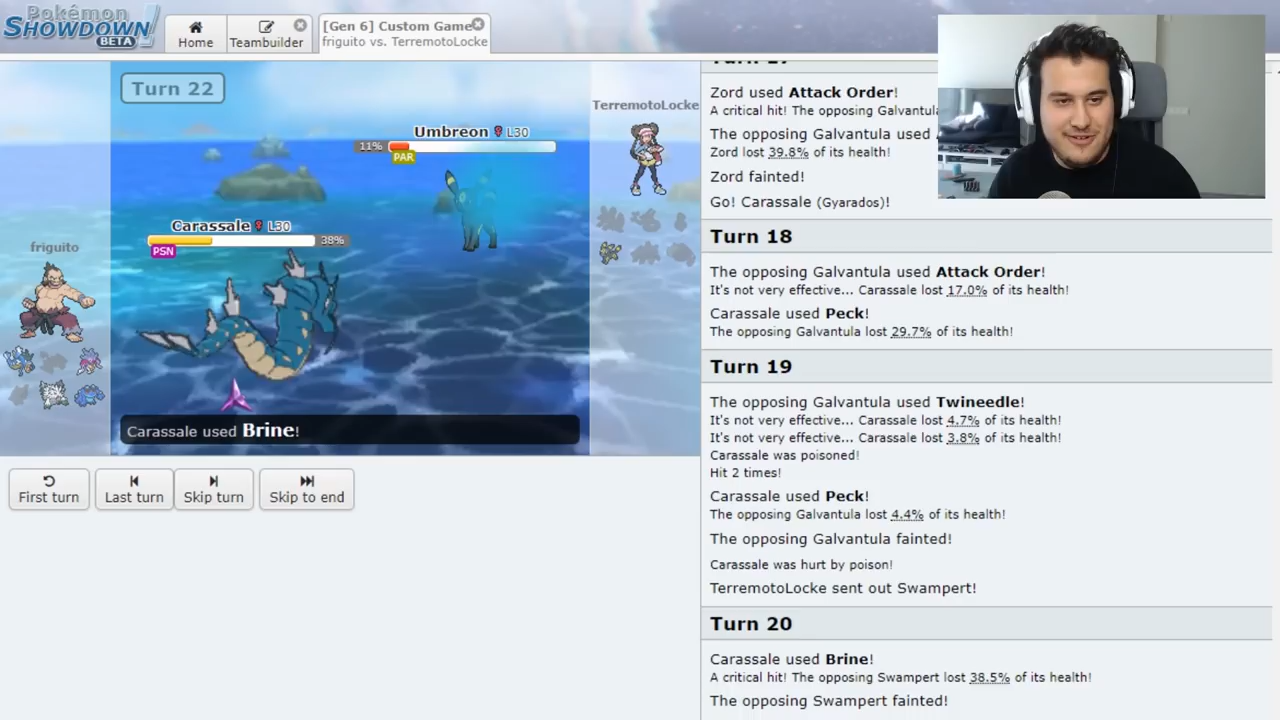 Pokémon
SHOWDOWN!
BETA
Home
Teambuilder
[Gen 6] Custom Game
friguito vs. TerremotoLocke
Turn 22
TerremotoLocke
Umbreon L30
11%
PAR
Carassale L30
38%
PSN
friguito
Carassale used Brine!
First turn
Last turn
Skip turn
Skip to end
Turn 17
Zord used Attack Order!
A critical hit! The opposing Galvantula
The opposing Galvantula used
Zord lost 39.8% of its health!
Zord fainted!
Go! Carassale (Gyarados)!
Turn 18
The opposing Galvantula used Attack Order!
It's not very effective... Carassale lost 17.0% of its health!
Carassale used Peck!
The opposing Galvantula lost 29.7% of its health!
Turn 19
The opposing Galvantula used Twineedle!
It's not very effective... Carassale lost 4.7% of its health!
It's not very effective... Carassale lost 3.8% of its health!
Carassale was poisoned!
Hit 2 times!
Carassale used Peck!
The opposing Galvantula lost 4.4% of its health!
The opposing Galvantula fainted!
Carassale was hurt by poison!
TerremotoLocke sent out Swampert!
Turn 20
Carassale used Brine!
A critical hit! The opposing Swampert lost 38.5% of its health!
The opposing Swampert fainted!